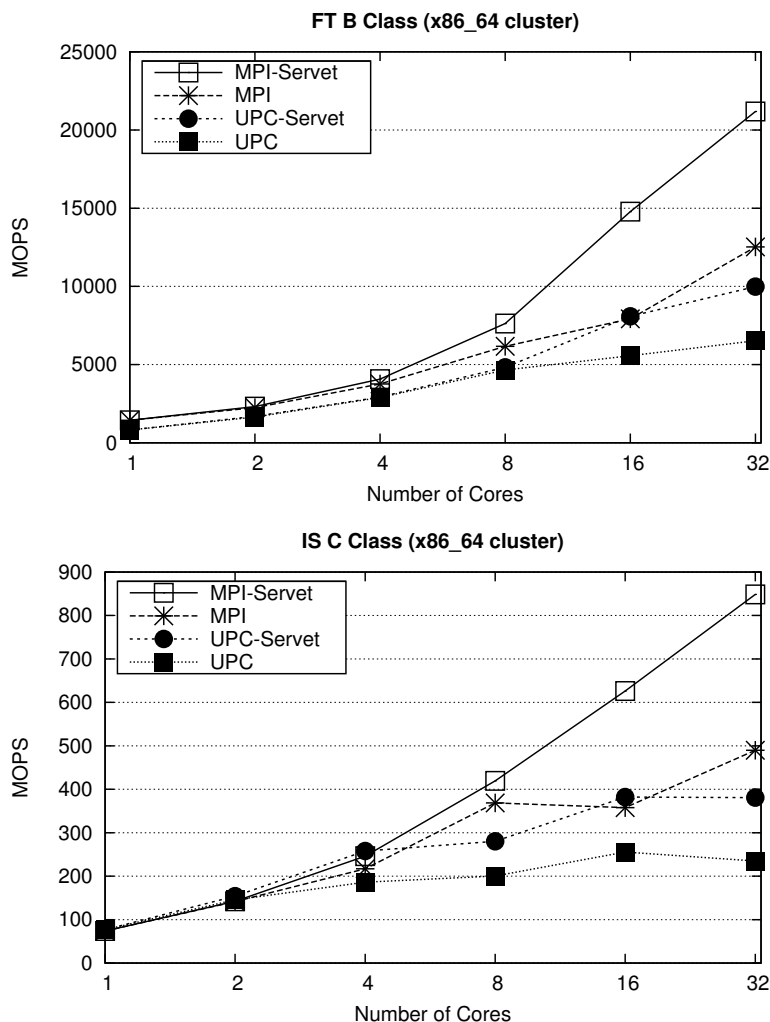 FT B Class (x86_64 cluster)
25000
20000
15000
10000
5000
0
MOPS
MPI-Servet
MPI
UPC-Servet
UPC
1 2 4 8 16 32
Number of Cores
IS C Class (x86_64 cluster)
900
800
700
600
500
400
300
200
100
0
MOPS
MPI-Servet
MPI
UPC-Servet
UPC
1 2 4 8 16 32
Number of Cores